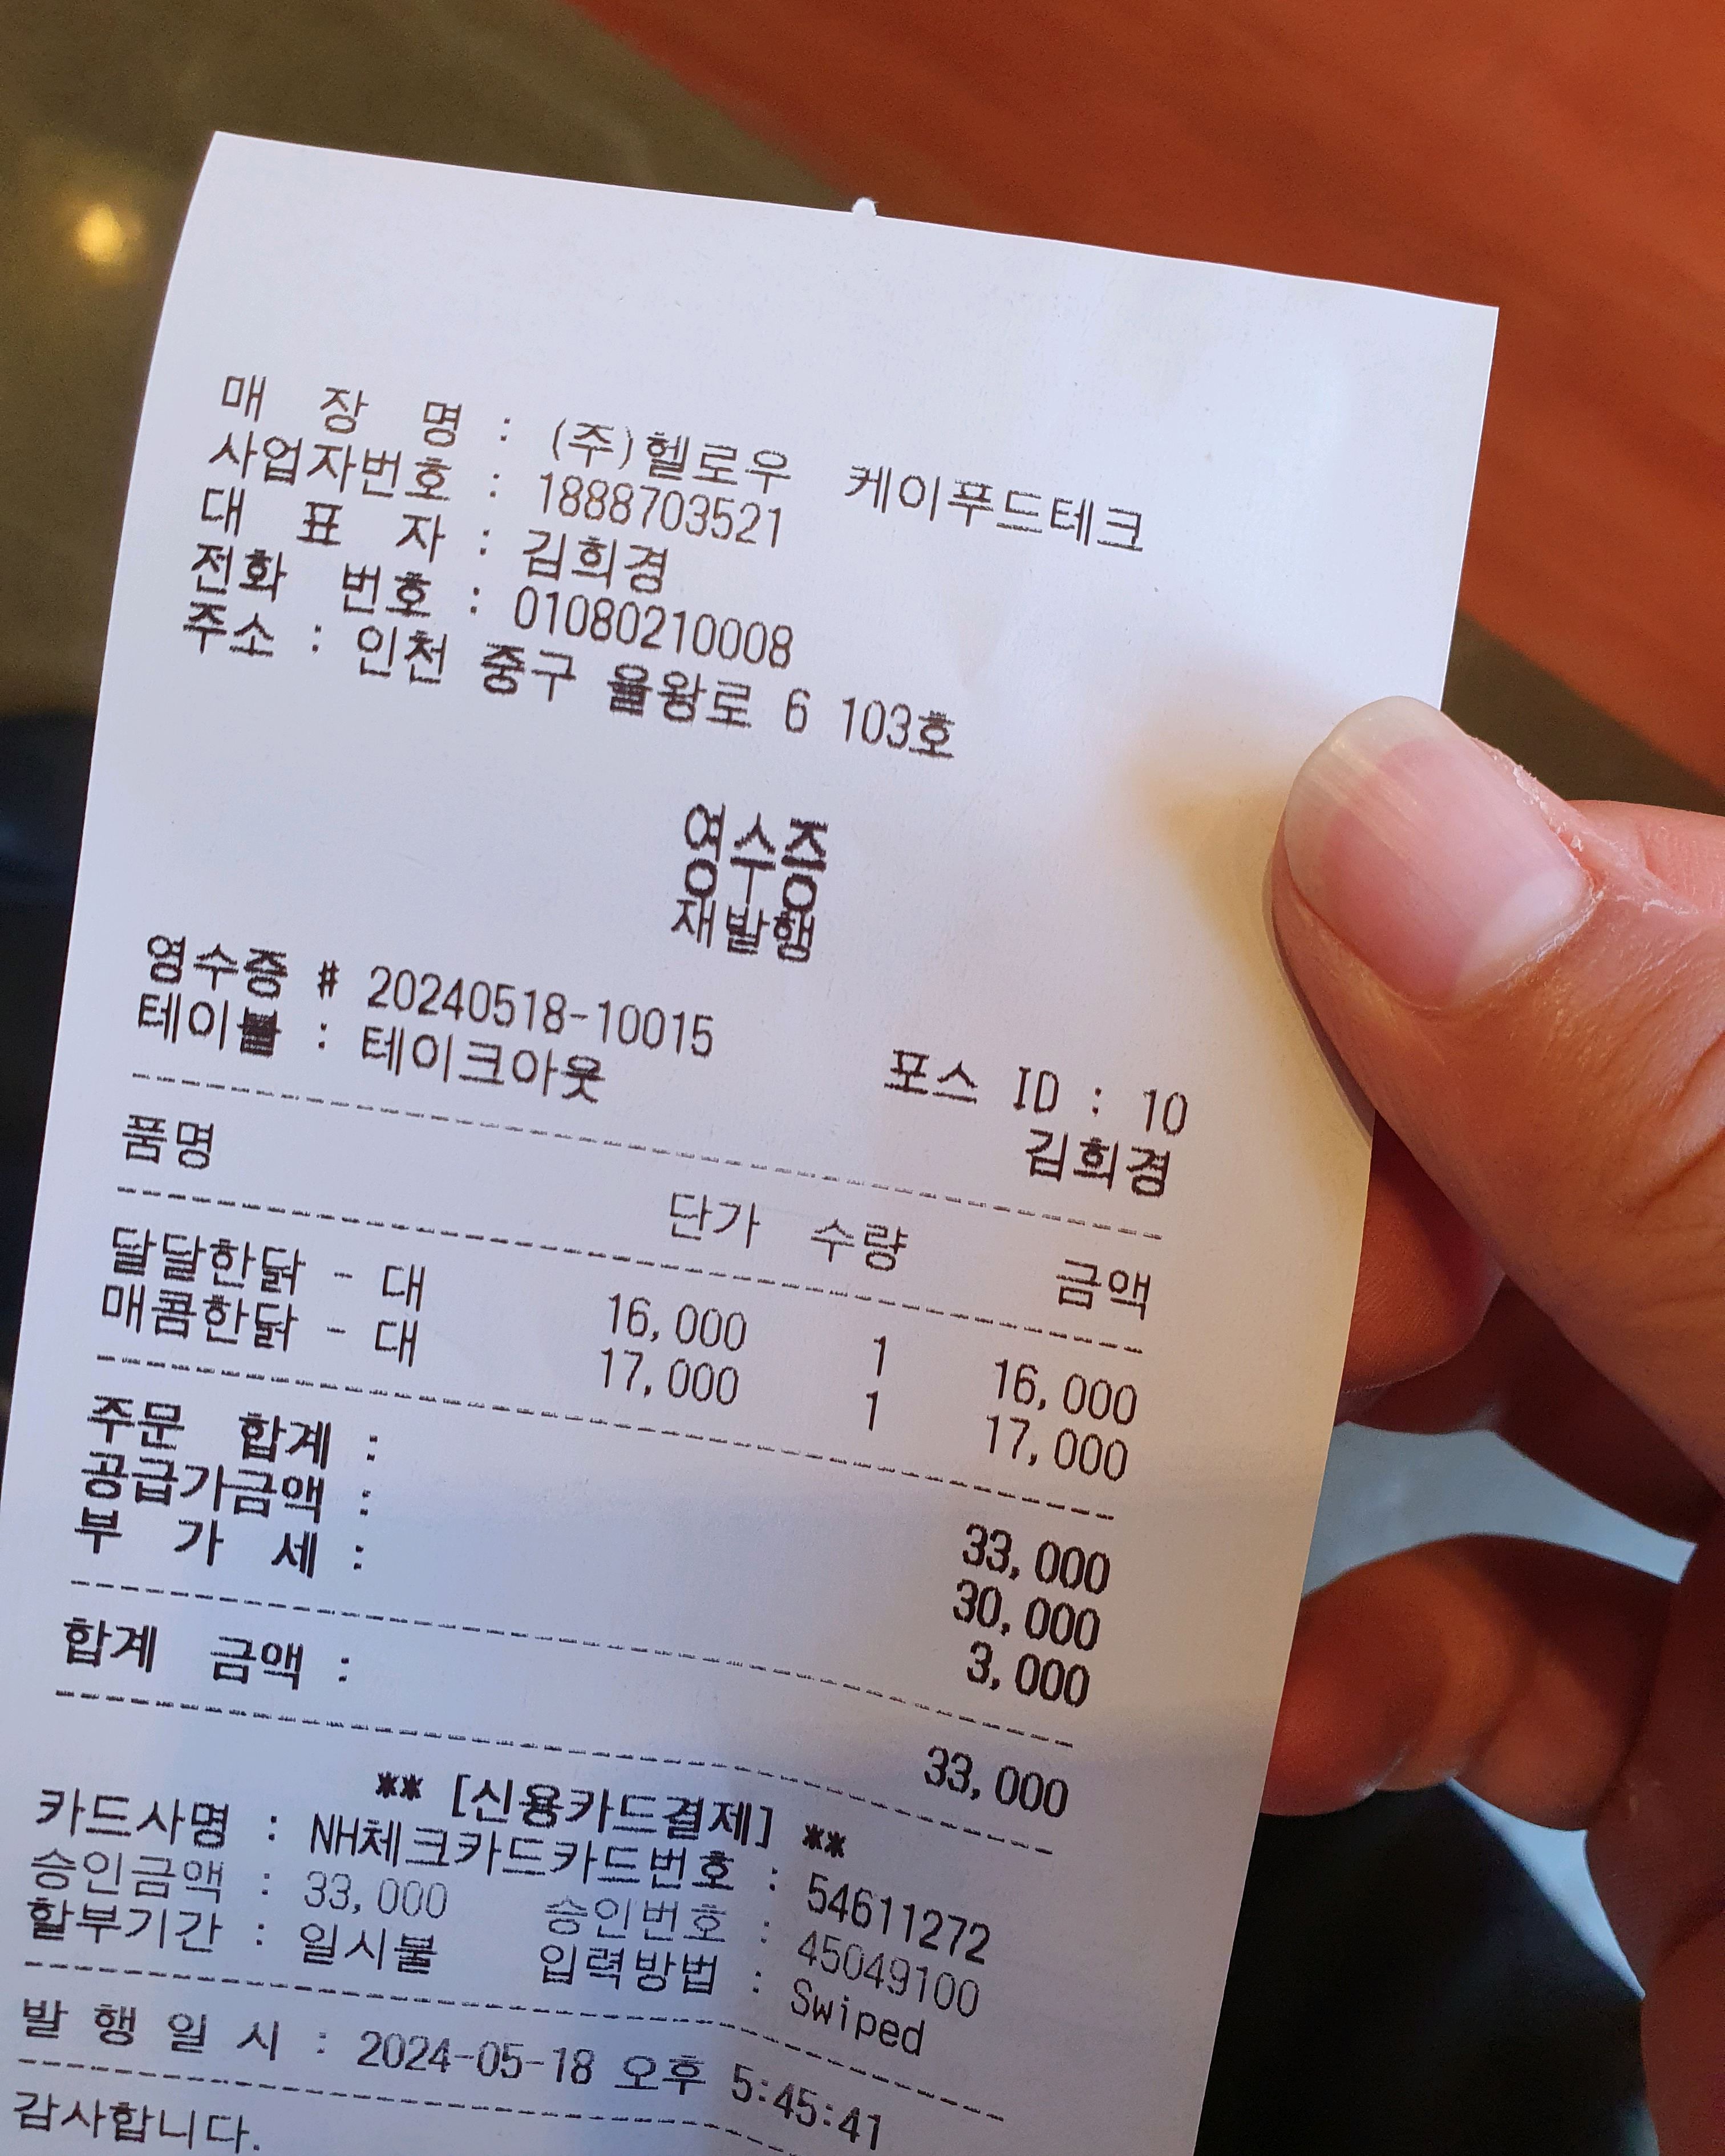 매 장 명 : (주)헬로우 케이푸드테크
사업자번호 : 1888703521
대 표 자 : 김희경
전화 번호 : 01080210008
주소 : 인천 중구 을왕로 6 103호
영수증
재발행
영수증 # 20240518-10015 포스 ID : 10
테이블 : 테이크아웃 김희경
품명 단가 수량 금액
달달한닭 - 대 16,000 1 16,000
매콤한닭 - 대 17,000 1 17,000
주문 합계 : 33,000
공급가금액 : 30,000
부 가 세 : 3,000
합계 금액 : 33,000
** [신용카드결제] **
카드사명 : NH체크카드카드번호 : 54611272
승인금액 : 33,000 승인번호 : 45049100
할부기간 : 일시불 입력방법 : Swiped
발 행 일 시 : 2024-05-18 오후 5:45:41
감사합니다.